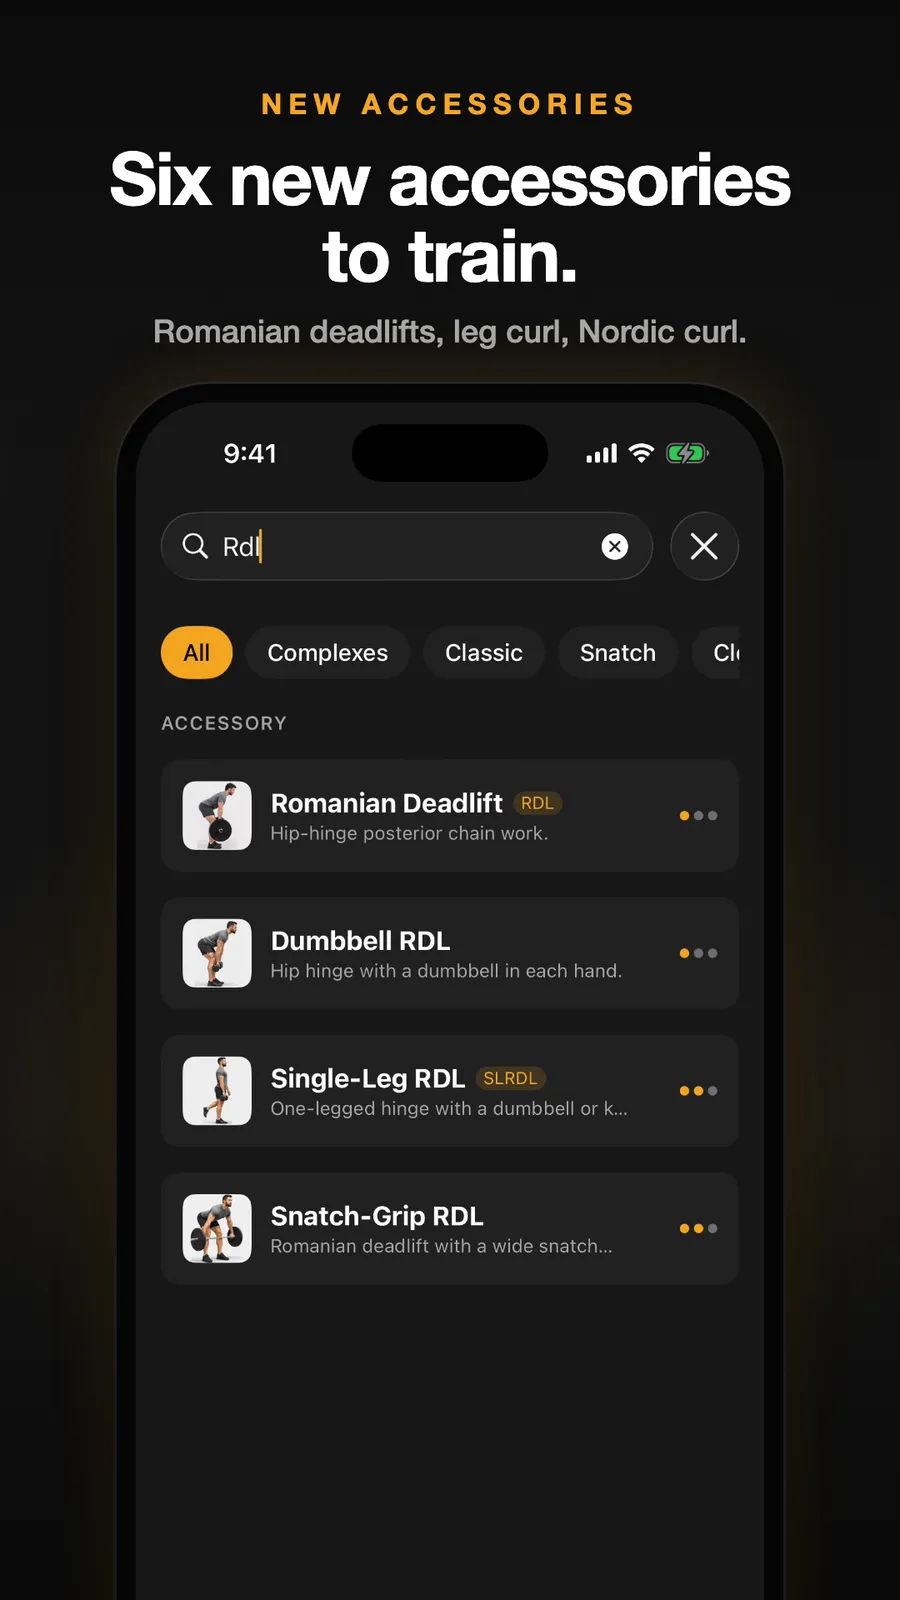 NEW ACCESSORIES
Six new accessories
to train.
Romanian deadlifts, leg curl, Nordic curl.
9:41
Rdl
All
Complexes
Classic
Snatch
Cle
ACCESSORY
Romanian Deadlift RDL
Hip-hinge posterior chain work.
Dumbbell RDL
Hip hinge with a dumbbell in each hand.
Single-Leg RDL SLRDL
One-legged hinge with a dumbbell or k...
Snatch-Grip RDL
Romanian deadlift with a wide snatch...